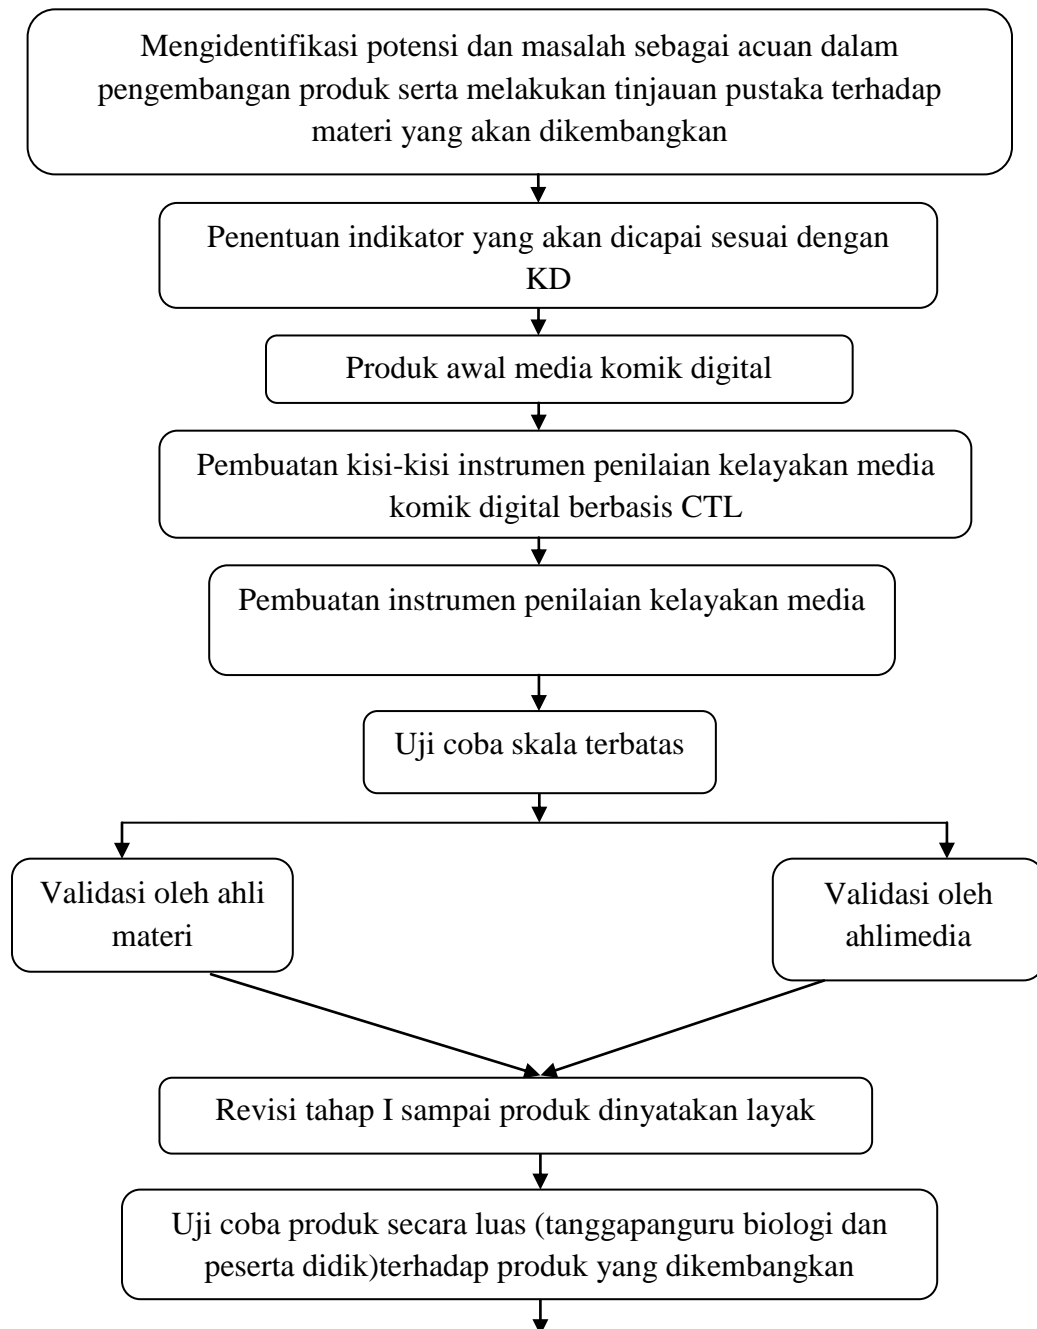 Mengidentifikasi potensi dan masalah sebagai acuan dalam
pengembangan produk serta melakukan tinjauan pustaka terhadap
materi yang akan dikembangkan
Penentuan indikator yang akan dicapai sesuai dengan
KD
Produk awal media komik digital
Pembuatan kisi-kisi instrumen penilaian kelayakan media
komik digital berbasis CTL
Pembuatan instrumen penilaian kelayakan media
Uji coba skala terbatas
Validasi oleh ahli
materi
Validasi oleh
ahlimedia
Revisi tahap I sampai produk dinyatakan layak
Uji coba produk secara luas (tanggapanguru biologi dan
peserta didik)terhadap produk yang dikembangkan